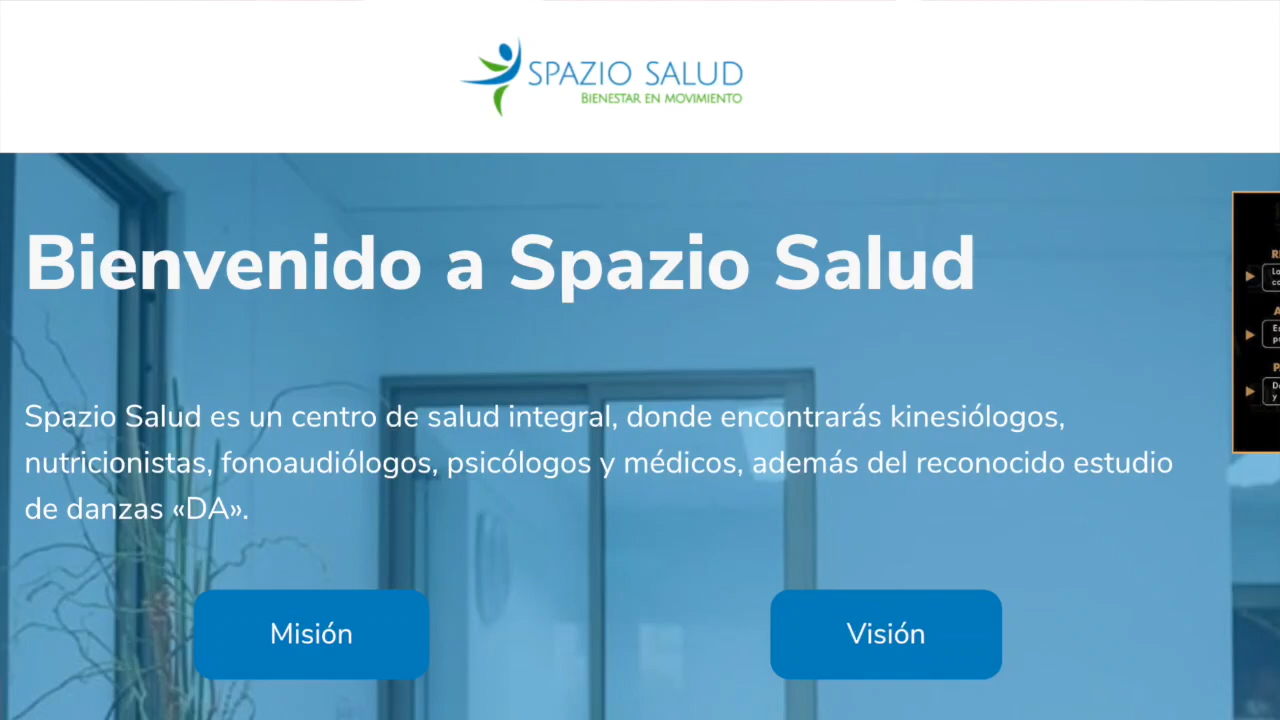 SPAZIO SALUD
BIENESTAR EN MOVIMIENTO
Bienvenido a Spazio Salud
Spazio Salud es un centro de salud integral, donde encontrarás kinesiólogos,
nutricionistas, fonoaudiólogos, psicólogos y médicos, además del reconocido estudio
de danzas «DA».
Misión
Visión